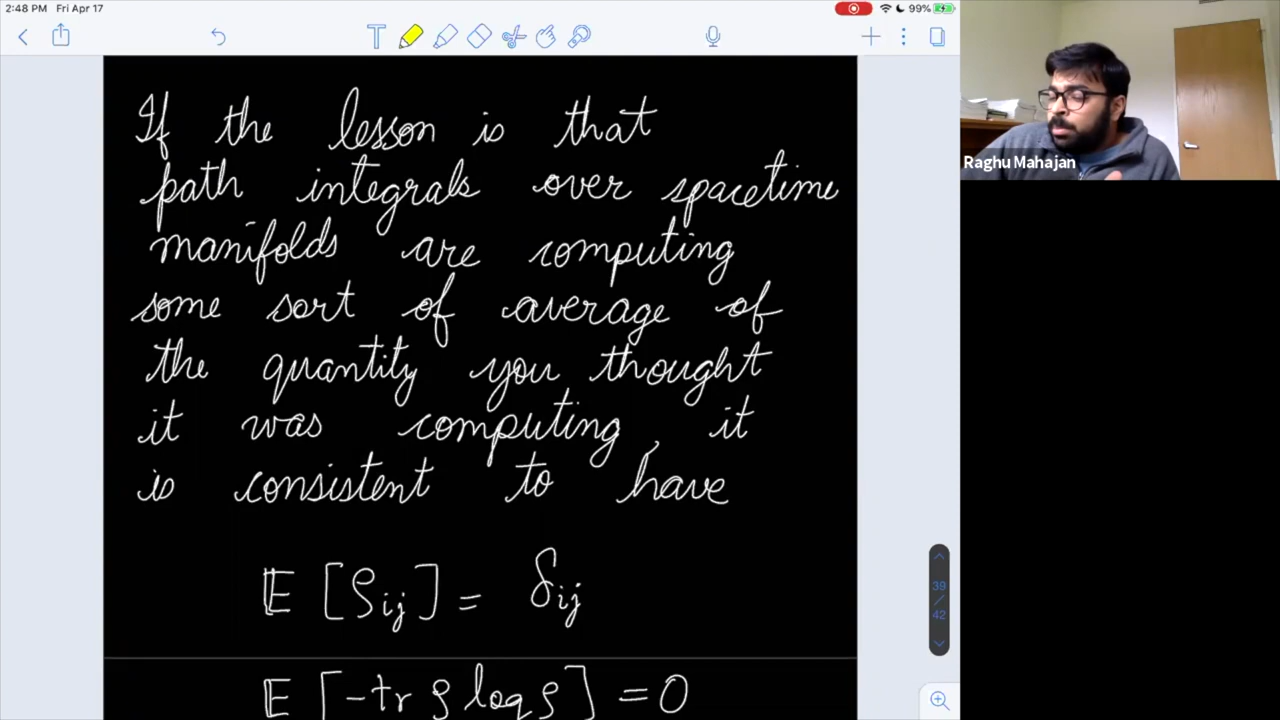 2:48 PM Fri Apr 17
99%
If the lesson is that
path integrals over spacetime
manifolds are computing
some sort of average of
the quantity you thought
it was computing, it
is consistent to have
𝔼 [ρij] = δij
𝔼 [-tr ρ log ρ] = 0
39
/
42
Raghu Mahajan